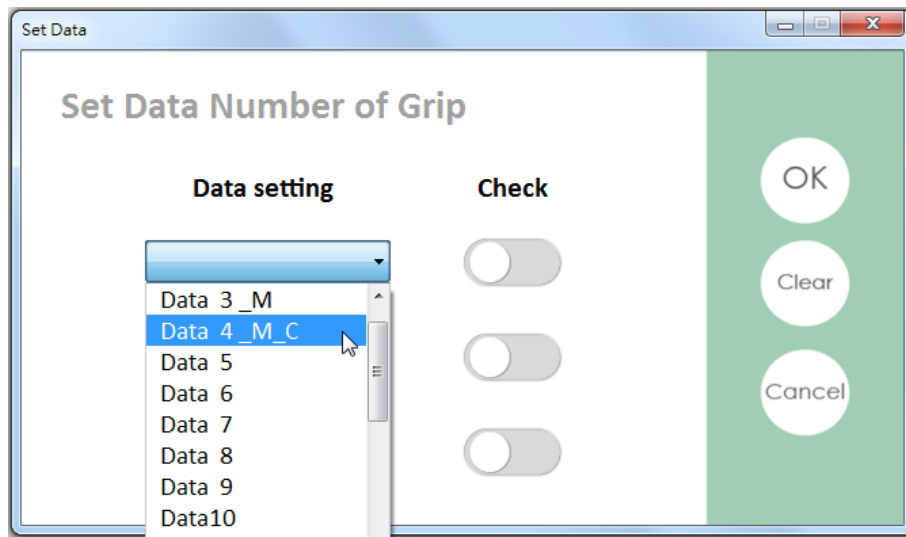 Set Data
Set Data Number of Grip
Data setting
Check
Data 3 _M
Data 4 _M_C
Data 5
Data 6
Data 7
Data 8
Data 9
Data10
OK
Clear
Cancel